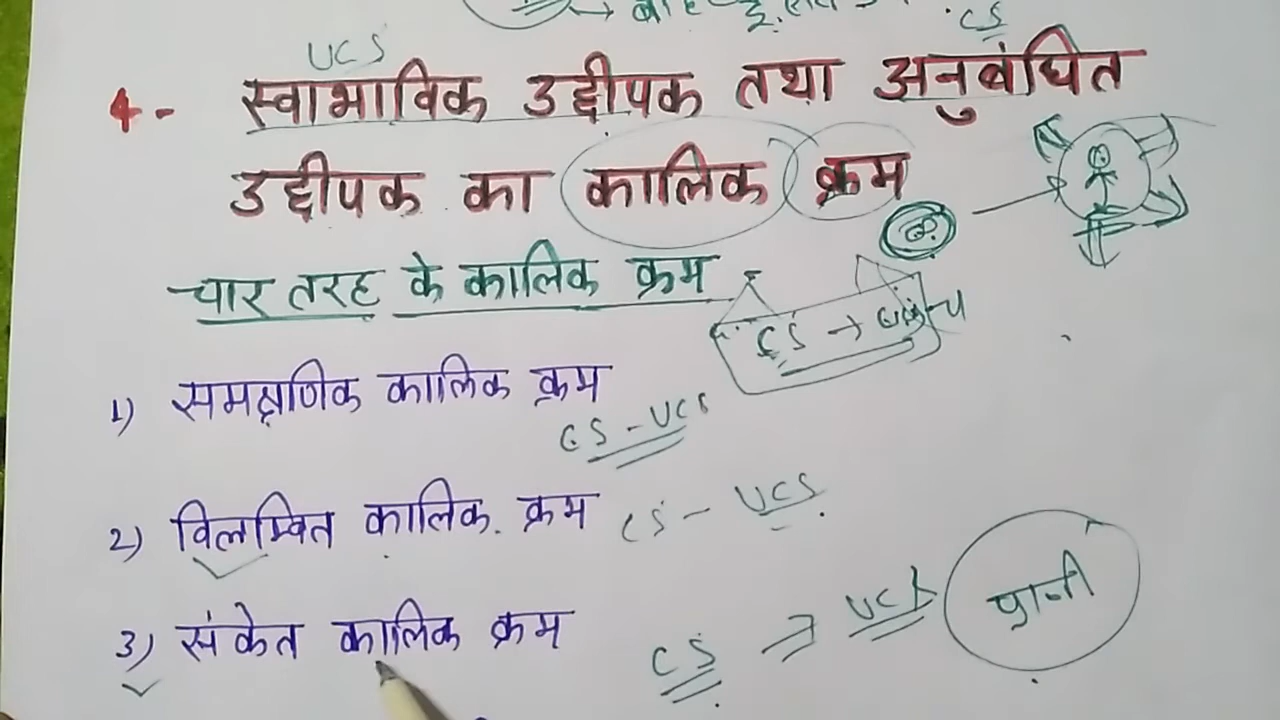 CS
UCS
4- स्वाभाविक उद्दीपक तथा अनुबंधित
उद्दीपक का कालिक क्रम
चार तरह के कालिक क्रम
CS →
1) समक्षणिक कालिक क्रम
CS - UCS
2) विलम्बित कालिक क्रम CS - UCS
3) संकेत कालिक क्रम CS ⇒ UCS पानी